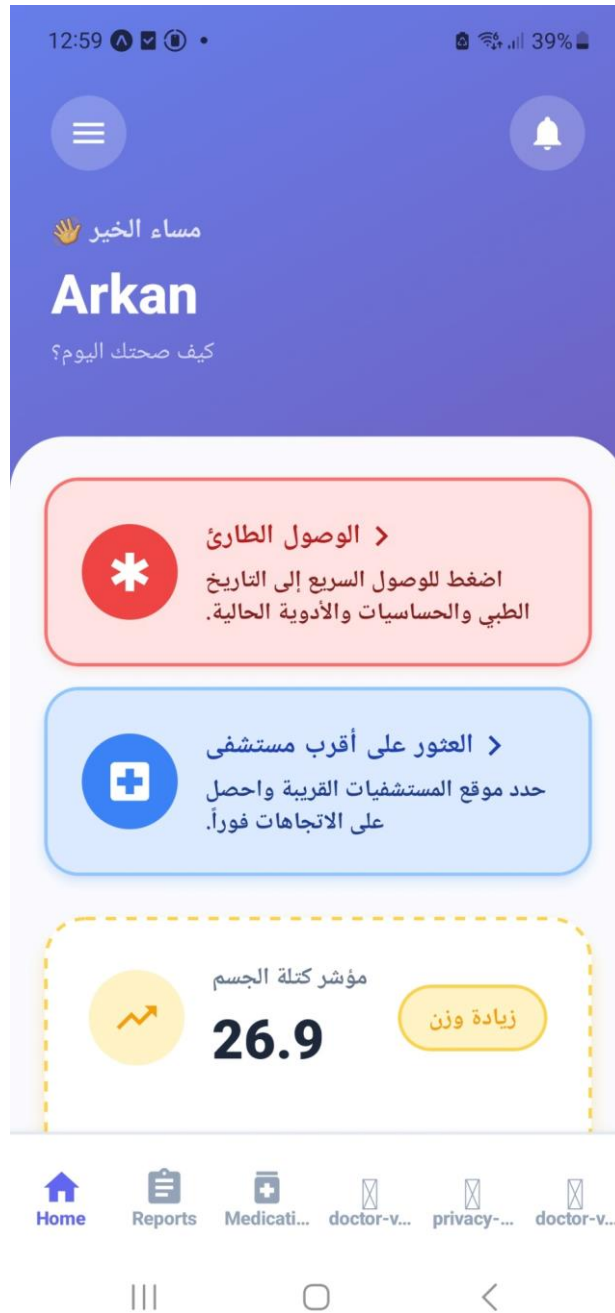 12:59
39%
مساء الخير 👋
Arkan
كيف صحتك اليوم؟
الوصول الطارئ
اضغط للوصول السريع إلى التاريخ
الطبي والحساسيات والأدوية الحالية.
العثور على أقرب مستشفى
حدد موقع المستشفيات القريبة واحصل
على الاتجاهات فوراً.
مؤشر كتلة الجسم
زيادة وزن
26.9
Home
Reports
Medicati...
doctor-v...
privacy-...
doctor-v...